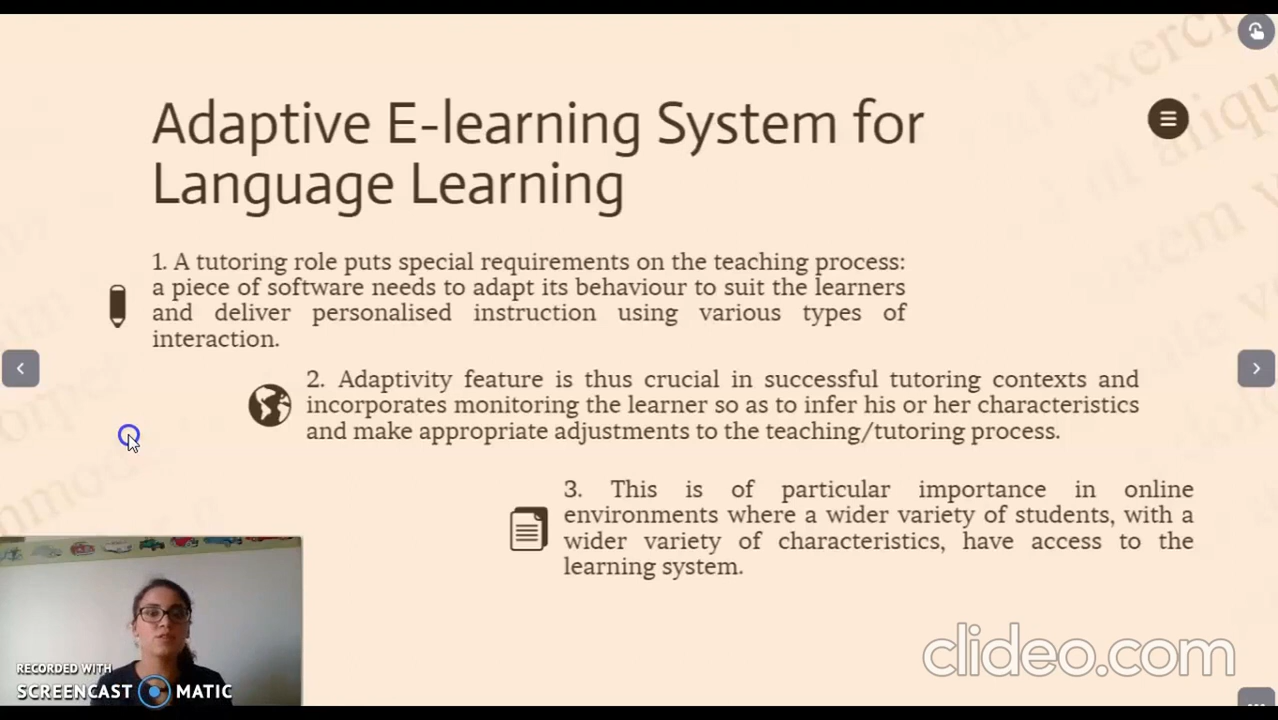 Adaptive E-learning System for
Language Learning
1. A tutoring role puts special requirements on the teaching process:
a piece of software needs to adapt its behaviour to suit the learners
and deliver personalised instruction using various types of
interaction.
2. Adaptivity feature is thus crucial in successful tutoring contexts and
incorporates monitoring the learner so as to infer his or her characteristics
and make appropriate adjustments to the teaching/tutoring process.
3. This is of particular importance in online
environments where a wider variety of students, with a
wider variety of characteristics, have access to the
learning system.
RECORDED WITH
SCREENCAST MATIC
clideo.com